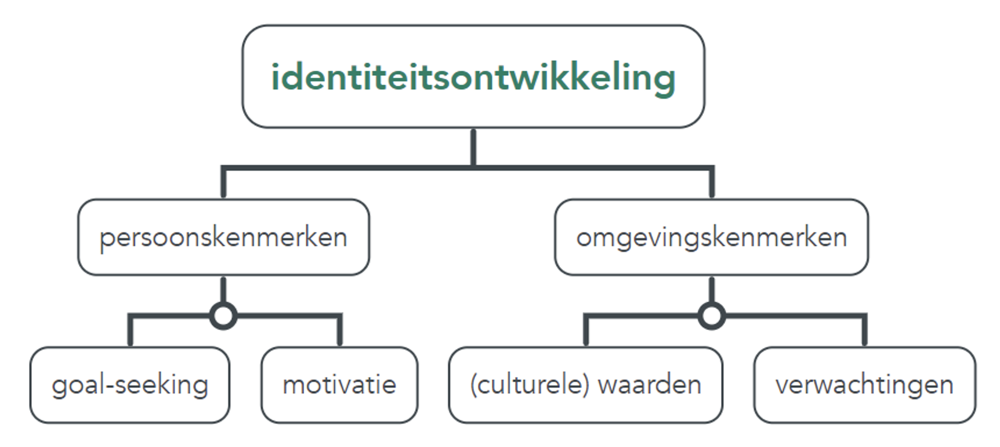 identiteitsontwikkeling
persoonskenmerken
omgevingskenmerken
goal-seeking
motivatie
(culturele) waarden
verwachtingen